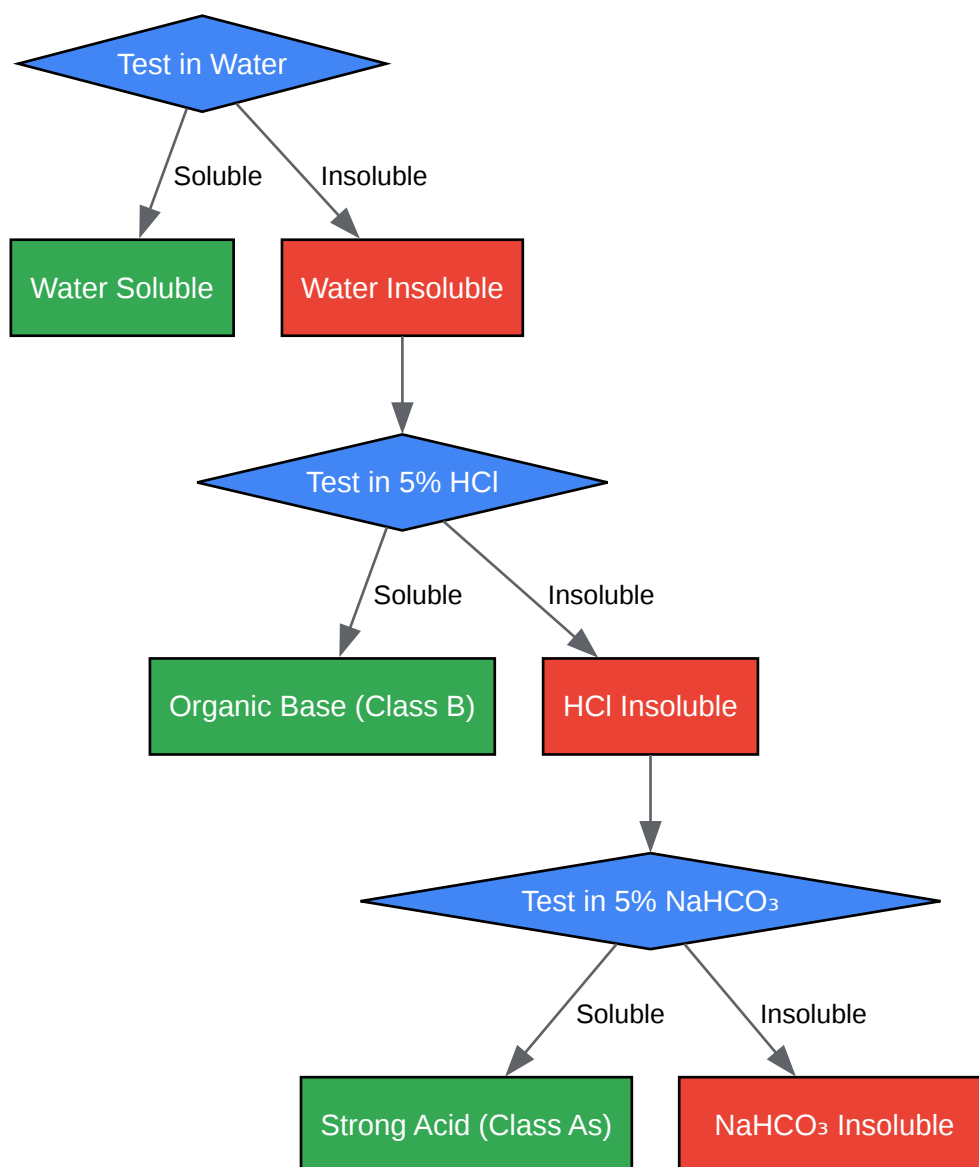 Test in Water
Soluble
Insoluble
Water Soluble
Water Insoluble
Test in 5% HCl
Soluble
Insoluble
Organic Base (Class B)
HCl Insoluble
Test in 5% NaHCO₃
Soluble
Insoluble
Strong Acid (Class As)
NaHCO₃ Insoluble